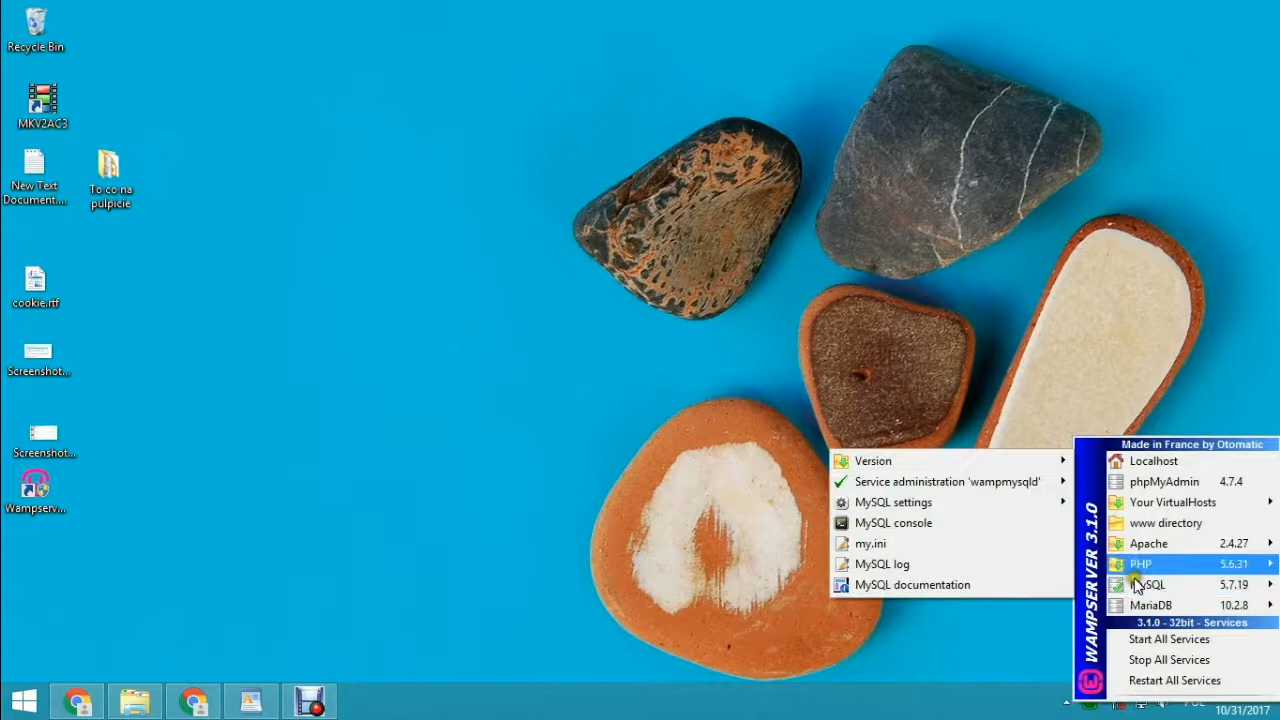 Recycle Bin
MKV2AC3
New Text
Document....
To co na
pulpicie
cookie.rtf
Screenshot...
Screenshot...
Wampserv...
Version
Service administration 'wampmysqld'
MySQL settings
MySQL console
my.ini
MySQL log
MySQL documentation
WAMPSERVER 3.1.0
Made in France by Otomatic
Localhost
phpMyAdmin 4.7.4
Your VirtualHosts
www directory
Apache 2.4.27
PHP 5.6.31
MySQL 5.7.19
MariaDB 10.2.8
3.1.0 - 32bit - Services
Start All Services
Stop All Services
Restart All Services
10/31/2017